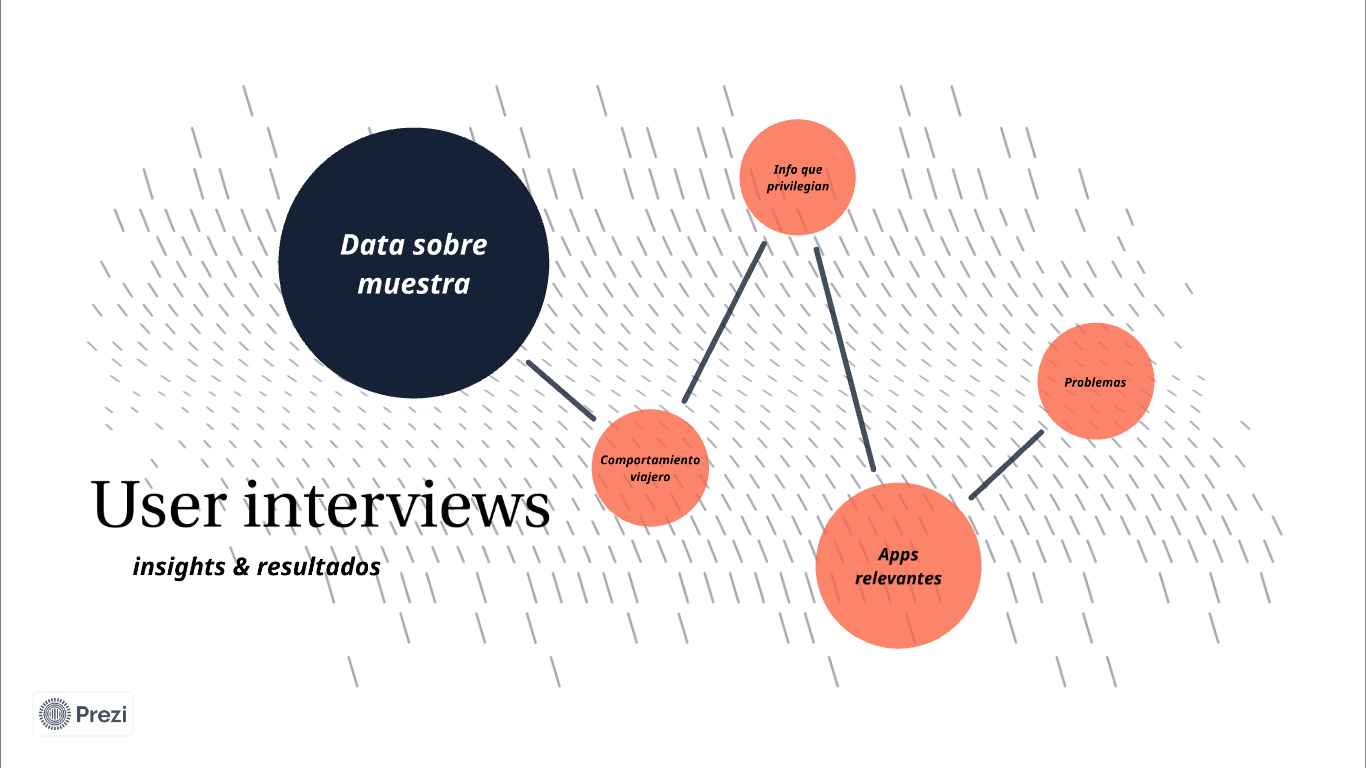 Data sobre
muestra
Info que
privilegian
Problemas
Comportamiento
viajero
User interviews
insights & resultados
Apps
relevantes
Prezi